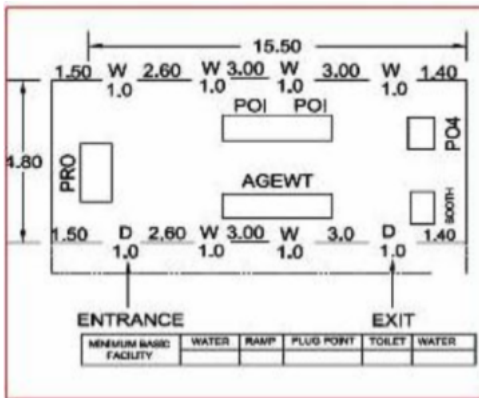 15.50
1.50 W 2.60 W 3.00 W 3.00 W 1.40
1.0 1.0 1.0 1.0
POI POI
PO4
4.80
PRO
AGEWT
BOOTH
1.50 D 2.60 W 3.00 W 3.0 D 1.40
1.0 1.0 1.0 1.0
ENTRANCE EXIT
MINIMUM BASIC FACILITY WATER RAMP PLUG POINT TOILET WATER